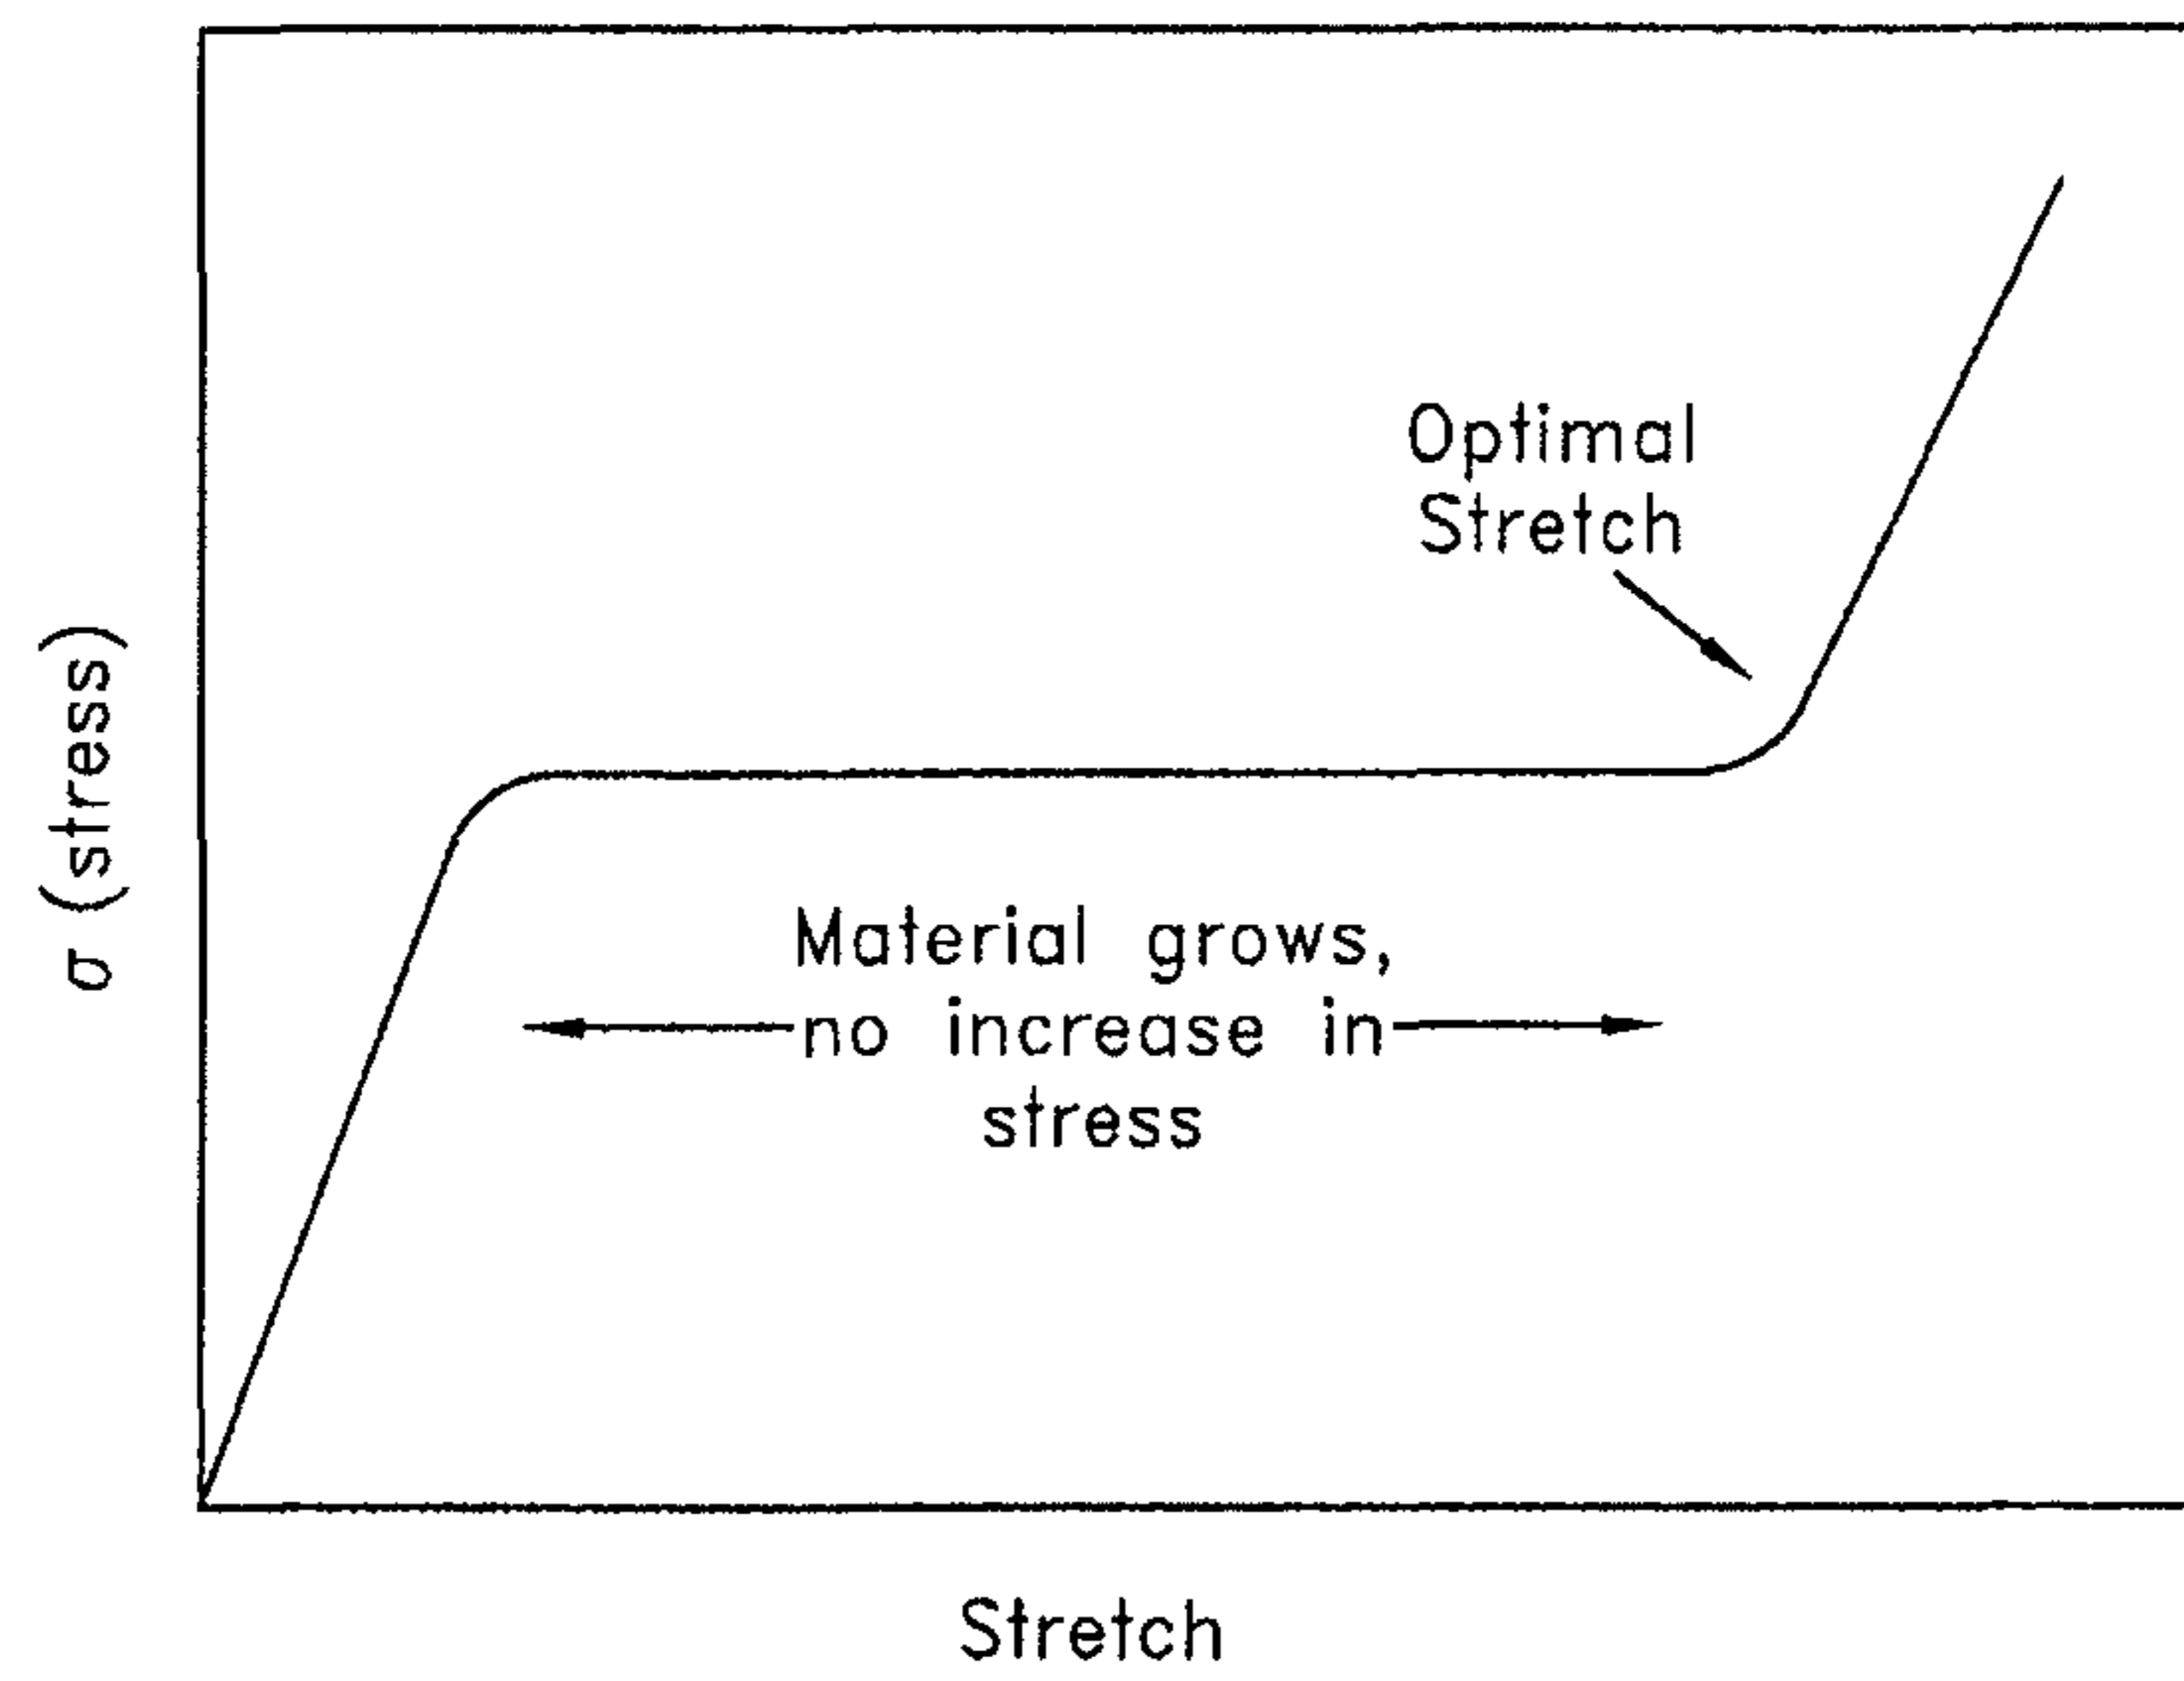 Optimal
Stretch
σ (stress)
Material grows,
no increase in
stress
Stretch